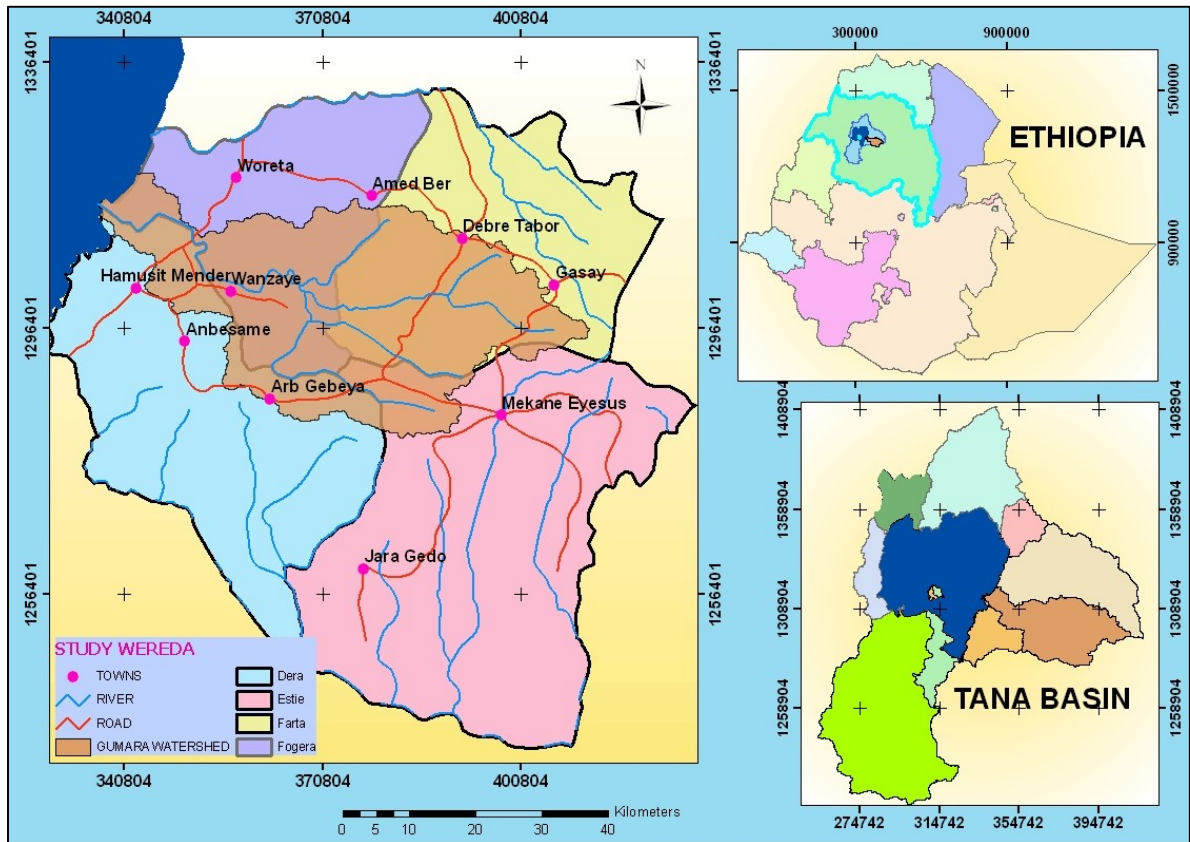 340804 370804 400804
1336401
1296401
1256401
N
Woreta
Amed Ber
Debre Tabor
Gasay
Hamusit Mender
Wanzaye
Anbesame
Arb Gebeya
Mekane Eyesus
Jara Gedo
STUDY WEREDA
TOWNS
RIVER
ROAD
GUMARA WATERSHED
Dera
Estie
Farta
Fogera
1336401
1296401
1256401
340804 370804 400804
Kilometers
0 5 10 20 30 40
300000 900000
1500000
900000
ETHIOPIA
1408904
1358904
1308904
1258904
TANA BASIN
1408904
1358904
1308904
1258904
274742 314742 354742 394742